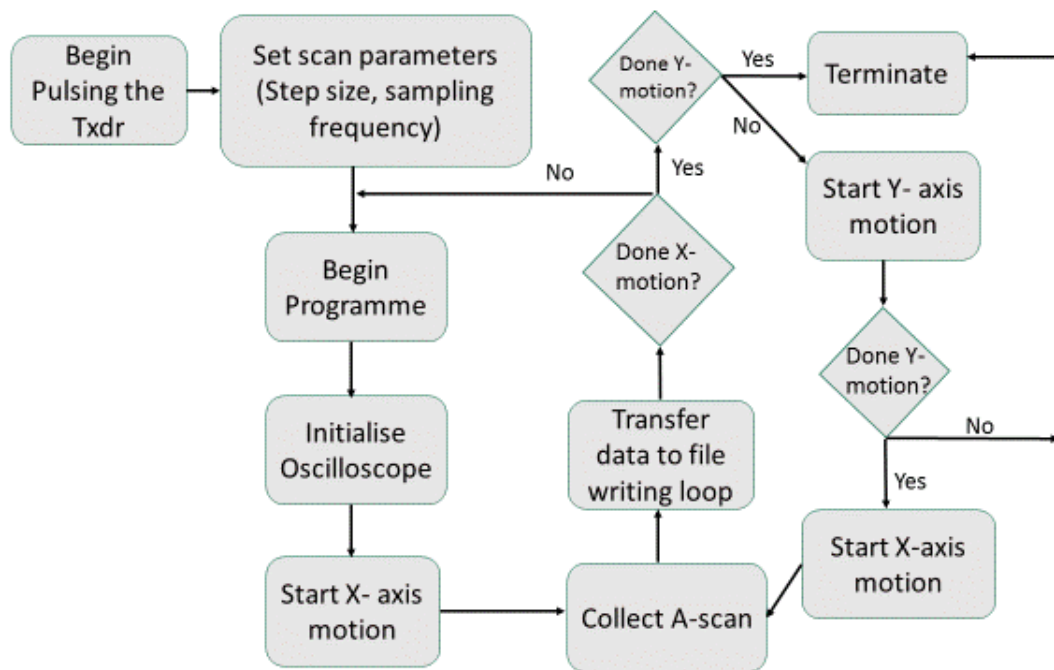 Begin
Pulsing the
Txdr
Set scan parameters
(Step size, sampling
frequency)
Done Y-
motion?
Yes
Terminate
No
No
Yes
Start Y- axis
motion
Begin
Programme
Done X-
motion?
Done Y-
motion?
Initialise
Oscilloscope
Transfer
data to file
writing loop
No
Yes
Start X- axis
motion
Collect A-scan
Start X-axis
motion